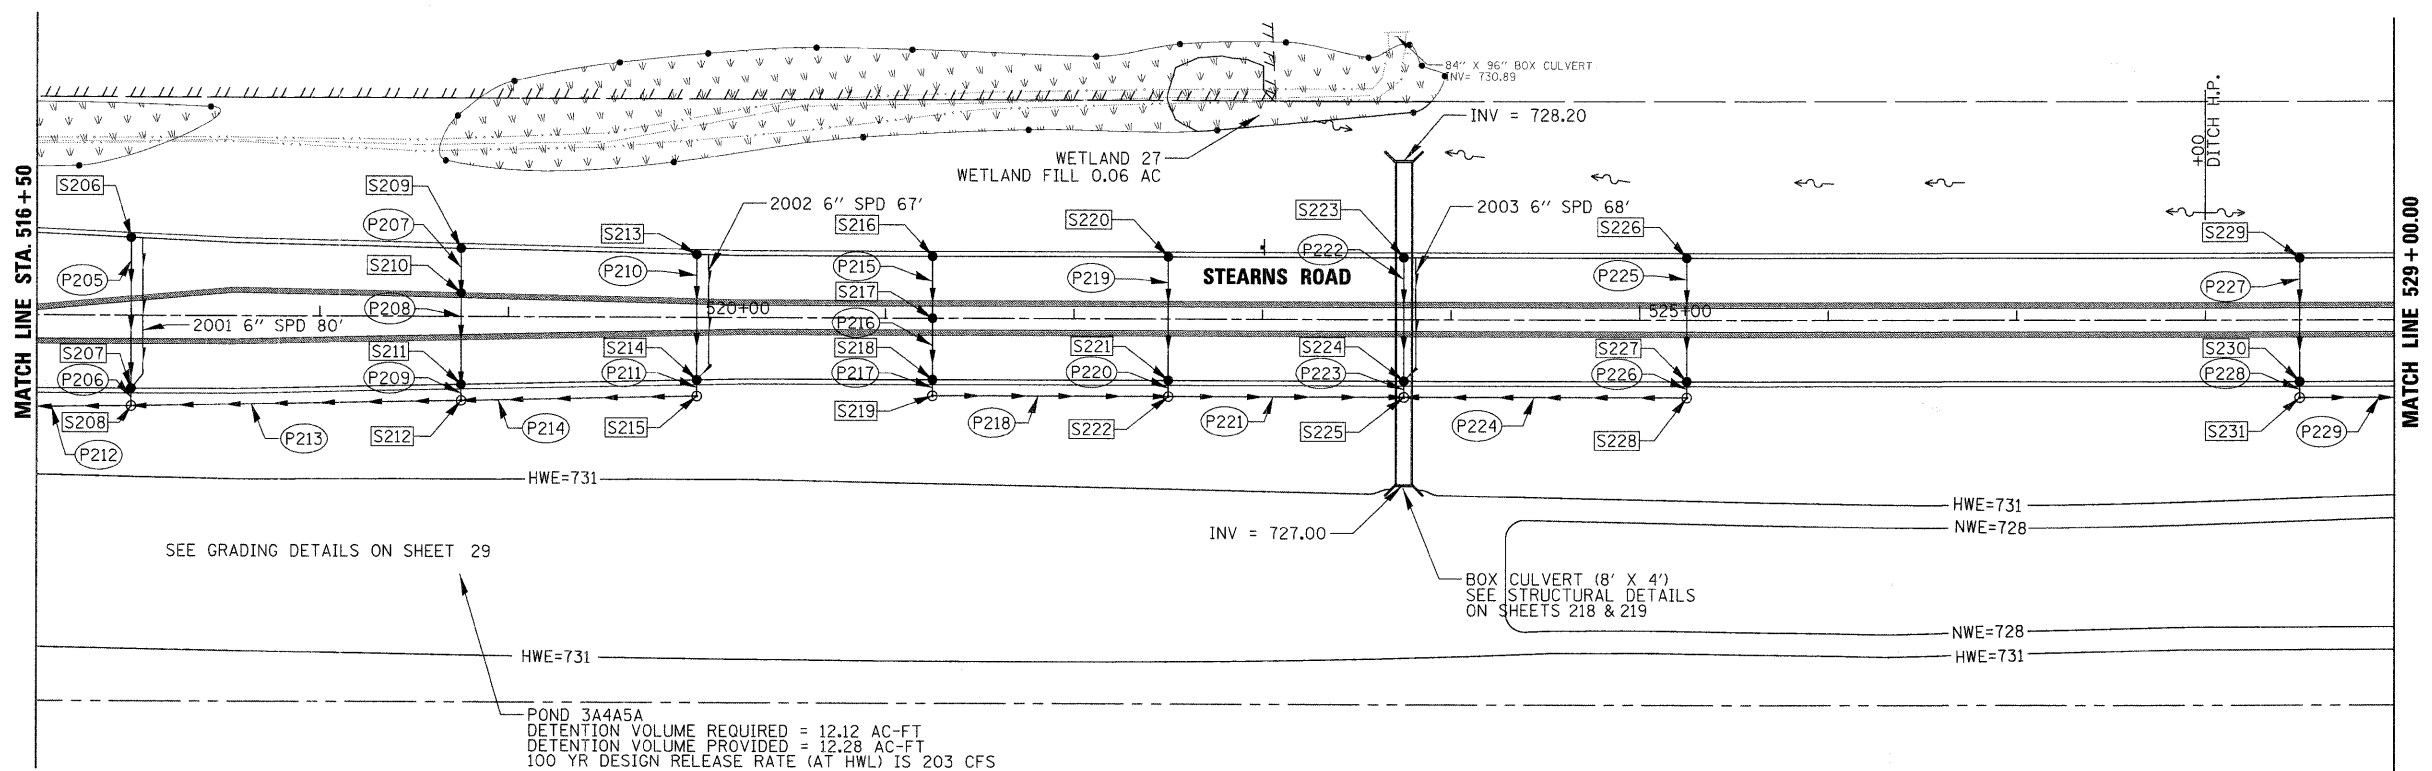 84" X 96" BOX CULVERT
INV= 730.89
INV = 728.20
DITCH H.P.
+00
WETLAND 27
WETLAND FILL 0.06 AC
MATCH LINE STA. 516+50
MATCH LINE 529+00.00
S206
S209
P207
S213
2002 6" SPD 67'
S216
S220
S223
2003 6" SPD 68'
S226
S229
P205
S210
P210
P215
P219
P222
P225
P227
STEARNS ROAD
S217
P208
520+00
525+00
2001 6" SPD 80'
P216
S207
S211
S214
S218
S221
S224
S227
S230
P206
P209
P211
P217
P220
P223
P226
P228
S208
P212
P213
S212
P214
S215
S219
P218
S222
P221
S225
P224
S228
S231
P229
HWE=731
HWE=731
NWE=728
INV = 727.00
SEE GRADING DETAILS ON SHEET 29
BOX CULVERT (8' X 4')
SEE STRUCTURAL DETAILS
ON SHEETS 218 & 219
NWE=728
HWE=731
HWE=731
POND 3A4A5A
DETENTION VOLUME REQUIRED = 12.12 AC-FT
DETENTION VOLUME PROVIDED = 12.28 AC-FT
100 YR DESIGN RELEASE RATE (AT HWL) IS 203 CFS